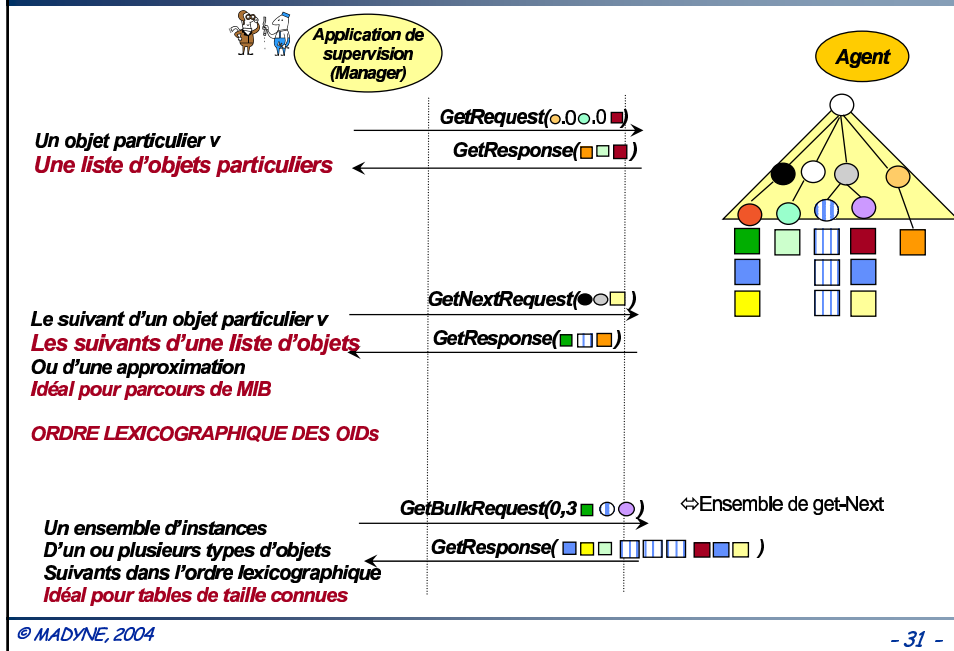 Application de
supervision
(Manager)
Agent
GetRequest( .0 .0 )
Un objet particulier v
GetResponse( )
Une liste d'objets particuliers
GetNextRequest( )
Le suivant d'un objet particulier v
GetResponse( )
Les suivants d'une liste d'objets
Ou d'une approximation
Idéal pour parcours de MIB
ORDRE LEXICOGRAPHIQUE DES OIDs
GetBulkRequest(0,3 )
⇔Ensemble de get-Next
Un ensemble d'instances
GetResponse( )
D'un ou plusieurs types d'objets
Suivants dans l'ordre lexicographique
Idéal pour tables de taille connues
© MADYNE, 2004
- 31 -